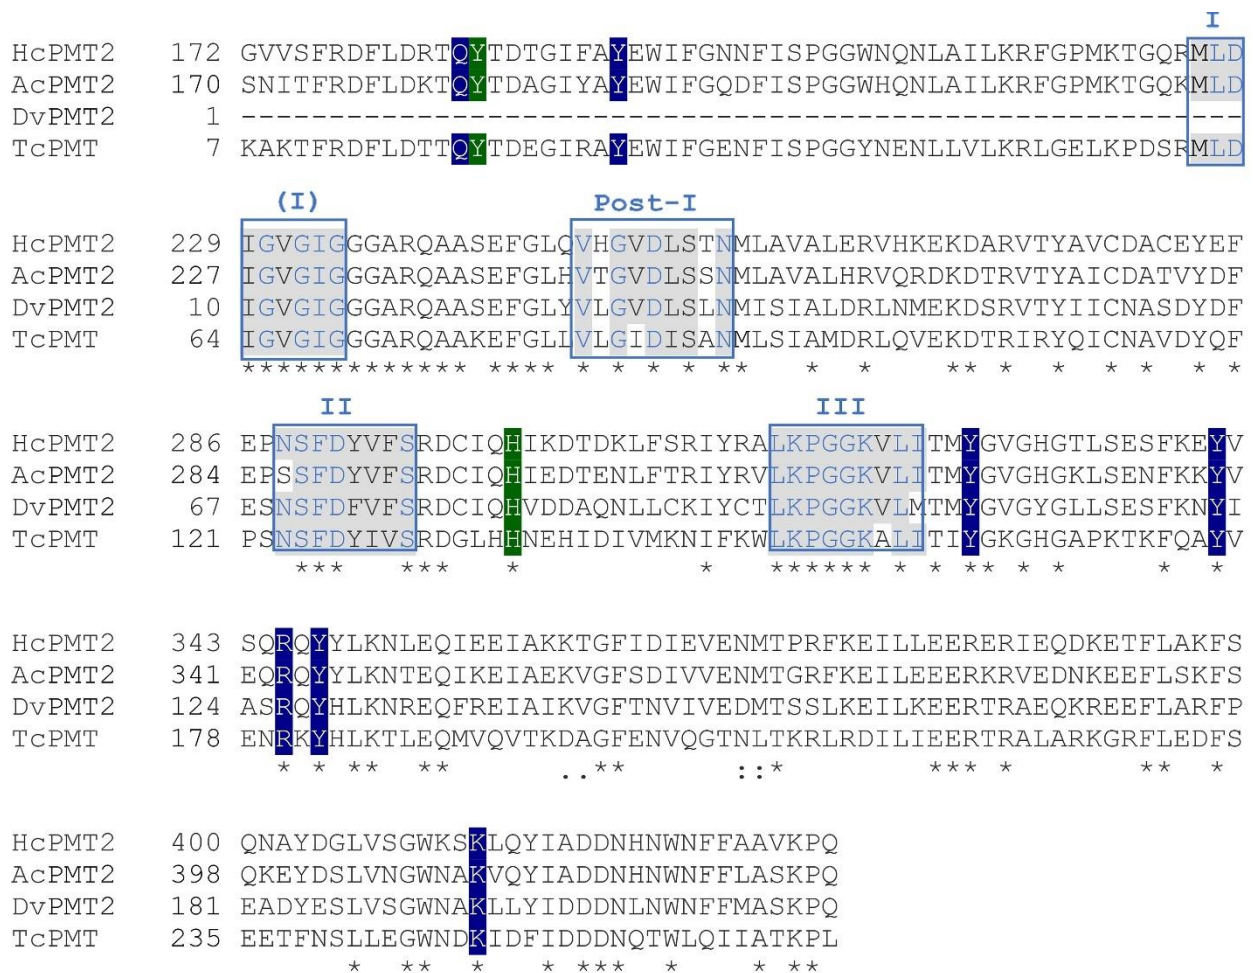 I
HcPMT2 172 GVVSFRDFLDRTQYTDTGIFAYEWIFGNNFISPGGWNQNLAILKRFGPMKTGQRMLD
AcPMT2 170 SNITFRDFLDKTQYTDAGIYAYEWIFGQDFISPGGWHQNLAILKRFGPMKTGQKMLD
DvPMT2 1 ---------------------------------------------------------
TcPMT 7 KAKTFRDFLDTTQYTDEGIRAYEWIFGENFISPGGYNENLLVLKRLGELKPDSRMLD
(I) Post-I
HcPMT2 229 IGVGIGGGARQAASEFGLQVHGVDLSTNMLAVALERVHKEKDARVTYAVCDACEYEF
AcPMT2 227 IGVGIGGGARQAASEFGLHVTGVDLSSNMLAVALHRVQRDKDTRVTYAICDATVYDF
DvPMT2 10 IGVGIGGGARQAASEFGLYVLGVDLSLNMISIALDRLNMEKDSRVTYIICNASDYDF
TcPMT 64 IGVGIGGGARQAAKEFGLLVLGIDISANMLSIAMDRLQVEKDTRIRYQICNAVDYQF
************* **** * * * * ** * * ** * * * * *
II III
HcPMT2 286 EPNSFDYVFSRDCIQHIKDTDKLFSRIYRALKPGGKVLITMYGVGHGTLSESFKEYV
AcPMT2 284 EPSSFDYVFSRDCIQHIEDTENLFTRIYRVLKPGGKVLITMYGVGHGKLSENFKKYV
DvPMT2 67 ESNSFDFVFSRDCIQHVDDAQNLLCKIYCTLKPGGKVLMTMYGVGYGLLSESFKNYI
TcPMT 121 PSNSFDYIVSRDGLHHNEHIDIVMKNIFKWLKPGGKALITIYGKGHGAPKTKFQAYV
*** *** * * ****** * * ** * * * *
HcPMT2 343 SQRQYYLKNLEQIEEIAKKTGFIDIEVENMTPRFKEILLEERERIEQDKETFLAKFS
AcPMT2 341 EQRQYYLKNTEQIKEIAEKVGFSDIVVENMTGRFKEILEEERKRVEDNKEEFLSKFS
DvPMT2 124 ASRQYHLKNREQFREIAIKVGFTNVIVEDMTSSLKEILKEERTRAEQKREEFLARFP
TcPMT 178 ENRKYHLKTLEQMVQVTKDAGFENVQGTNLTKRLRDILIEERTRALARKGRFLEDFS
* * ** ** ..** ::* *** * ** *
HcPMT2 400 QNAYDGLVSGWKSKLQYIADDNHNWNFFAAVKPQ
AcPMT2 398 QKEYDSLVNGWNAKVQYIADDNHNWNFFLASKPQ
DvPMT2 181 EADYESLVSGWNAKLLYIDDDNLNWNFFMASKPQ
TcPMT 235 EETFNSLLEGWNDKIDFIDDDNQTWLQIIATKPL
* ** * * *** * * **